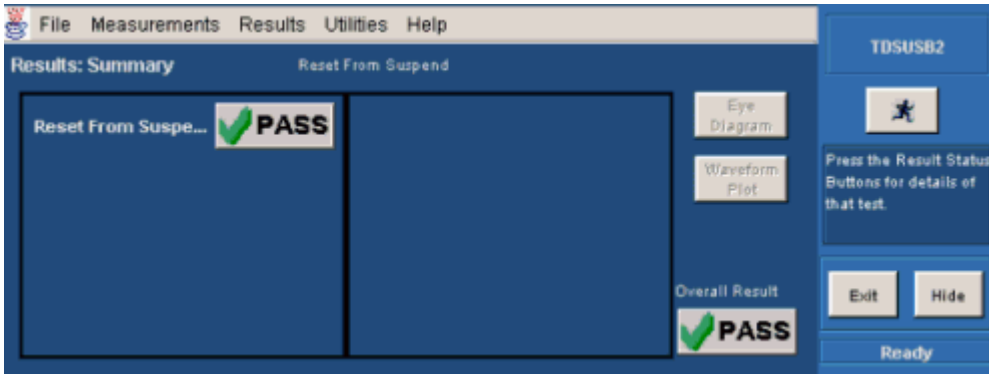 File Measurements Results Utilities Help
Results: Summary
Reset From Suspend
Reset From Suspe... PASS
Eye
Diagram
Waveform
Plot
Overall Result
PASS
TDSUSB2
Press the Result Status
Buttons for details of
that test.
Exit
Hide
Ready